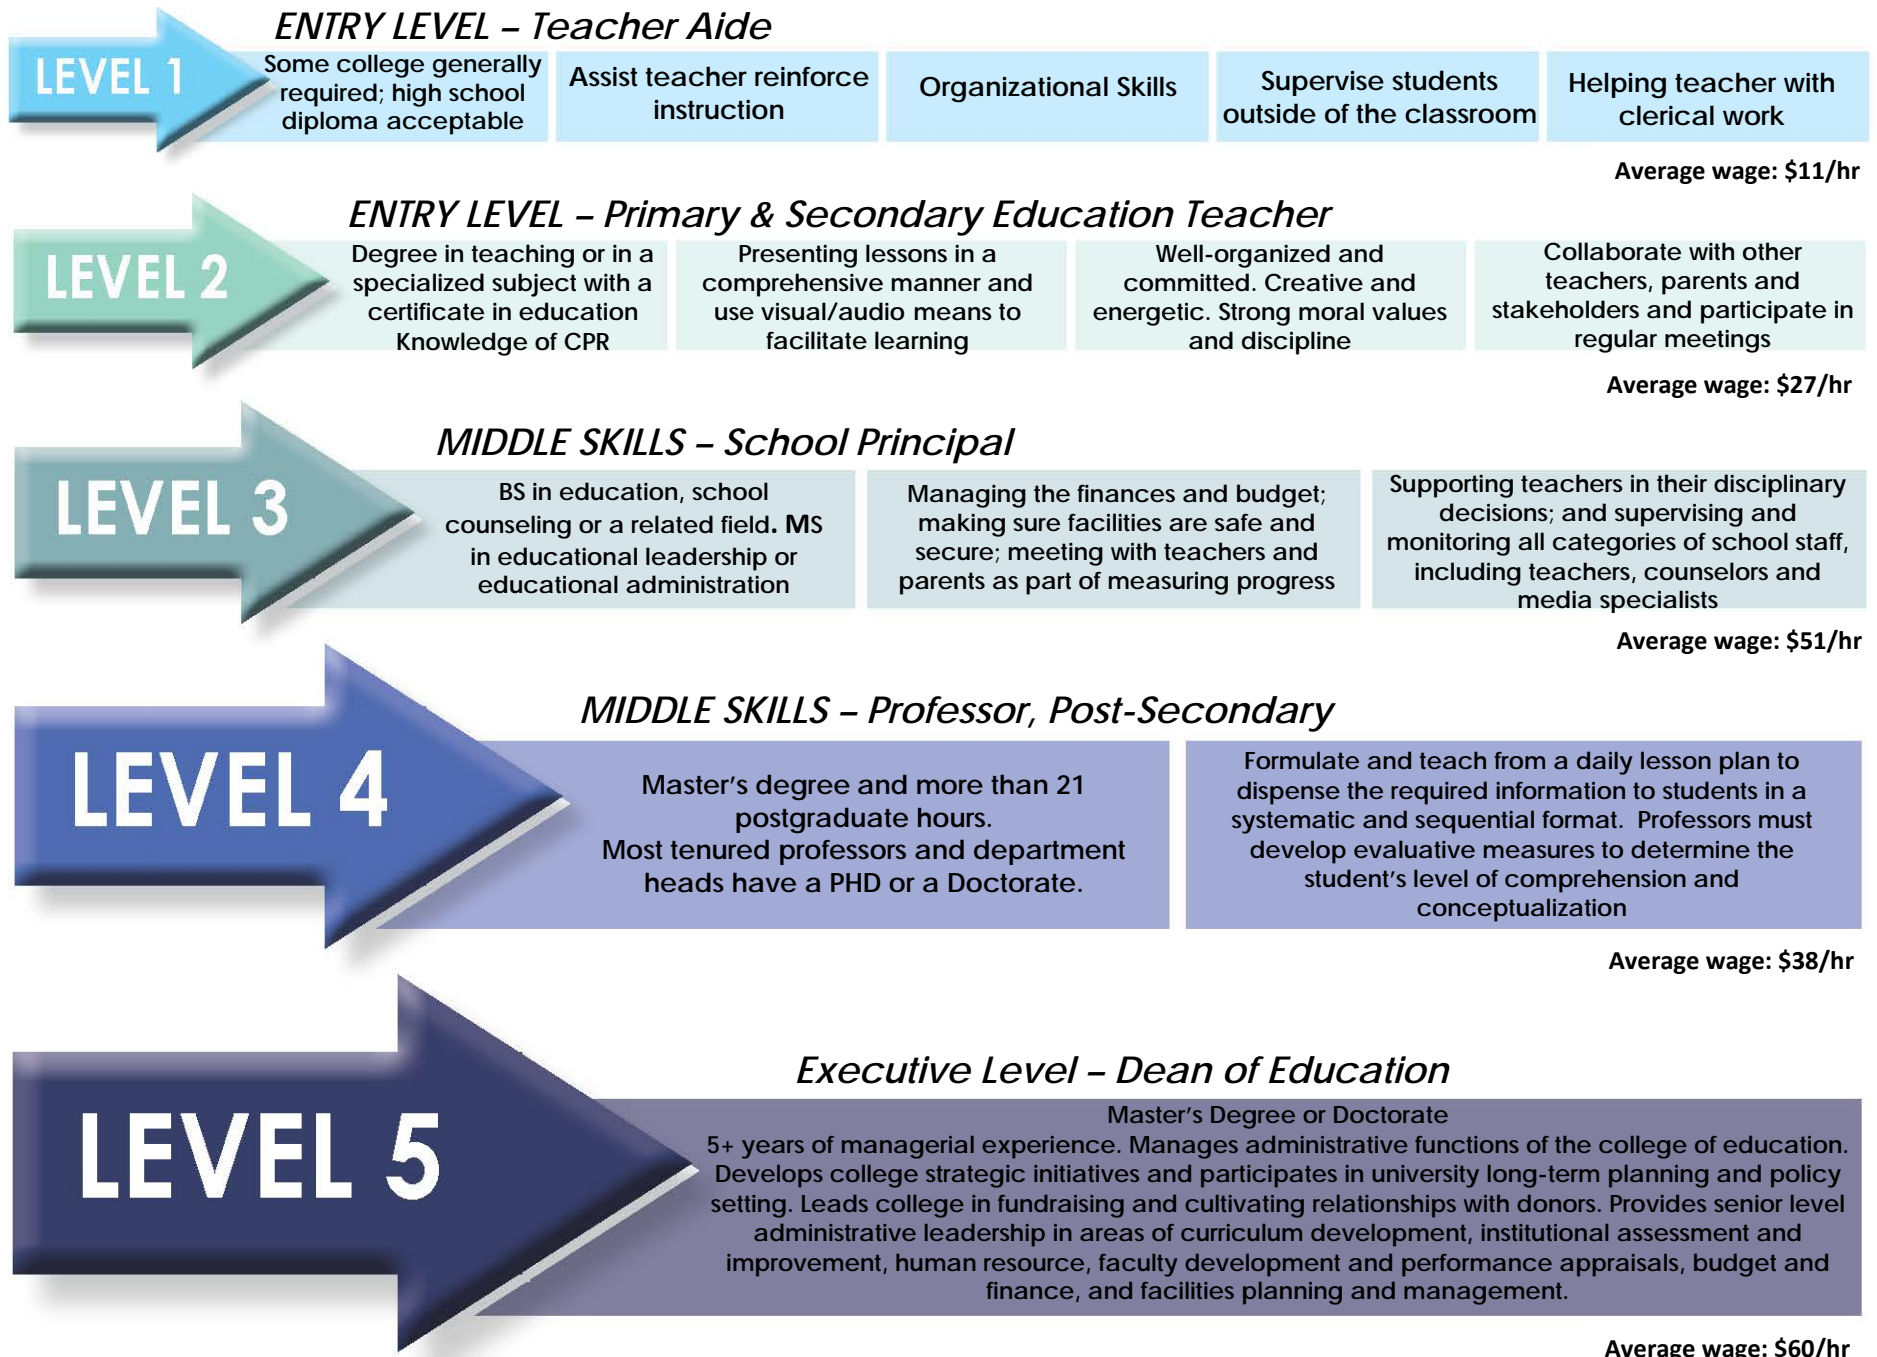 ENTRY LEVEL – Teacher Aide
LEVEL 1
Some college generally
required; high school
diploma acceptable
Assist teacher reinforce
instruction
Organizational Skills
Supervise students
outside of the classroom
Helping teacher with
clerical work
Average wage: $11/hr
ENTRY LEVEL – Primary & Secondary Education Teacher
LEVEL 2
Degree in teaching or in a
specialized subject with a
certificate in education
Knowledge of CPR
Presenting lessons in a
comprehensive manner and
use visual/audio means to
facilitate learning
Well-organized and
committed. Creative and
energetic. Strong moral values
and discipline
Collaborate with other
teachers, parents and
stakeholders and participate in
regular meetings
Average wage: $27/hr
MIDDLE SKILLS – School Principal
LEVEL 3
BS in education, school
counseling or a related field. MS
in educational leadership or
educational administration
Managing the finances and budget;
making sure facilities are safe and
secure; meeting with teachers and
parents as part of measuring progress
Supporting teachers in their disciplinary
decisions; and supervising and
monitoring all categories of school staff,
including teachers, counselors and
media specialists
Average wage: $51/hr
MIDDLE SKILLS – Professor, Post-Secondary
LEVEL 4
Master’s degree and more than 21
postgraduate hours.
Most tenured professors and department
heads have a PHD or a Doctorate.
Formulate and teach from a daily lesson plan to
dispense the required information to students in a
systematic and sequential format. Professors must
develop evaluative measures to determine the
student’s level of comprehension and
conceptualization
Average wage: $38/hr
Executive Level – Dean of Education
LEVEL 5
Master’s Degree or Doctorate
5+ years of managerial experience. Manages administrative functions of the college of education.
Develops college strategic initiatives and participates in university long-term planning and policy
setting. Leads college in fundraising and cultivating relationships with donors. Provides senior level
administrative leadership in areas of curriculum development, institutional assessment and
improvement, human resource, faculty development and performance appraisals, budget and
finance, and facilities planning and management.
Average wage: $60/hr